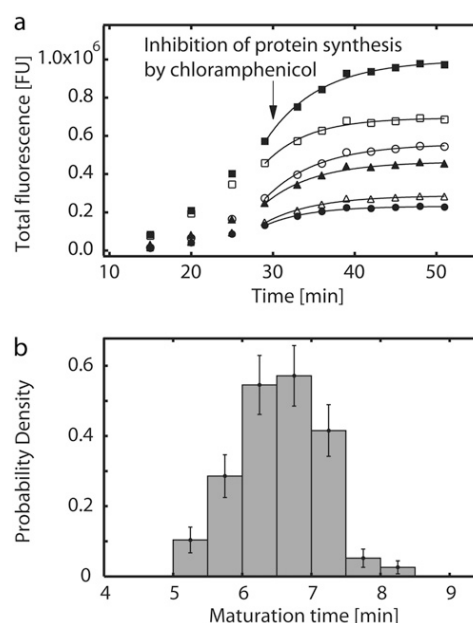 a
Inhibition of protein synthesis
by chloramphenicol
Total fluorescence [FU]
1.0x10⁶
0.8
0.6
0.4
0.2
0.0
10 20 30 40 50
Time [min]
b
Probability Density
0.6
0.4
0.2
0
4 5 6 7 8 9
Maturation time [min]